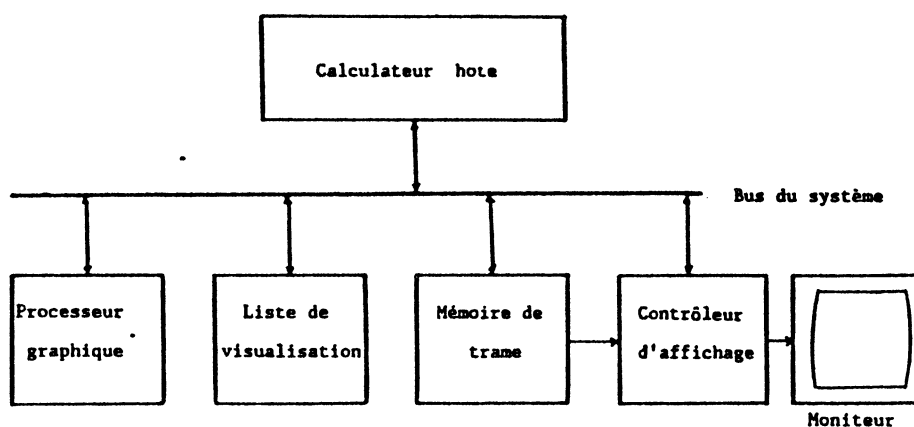 Calculateur hote
Bus du système
Processeur
graphique
Liste de
visualisation
Mémoire de
trame
Contrôleur
d'affichage
Moniteur